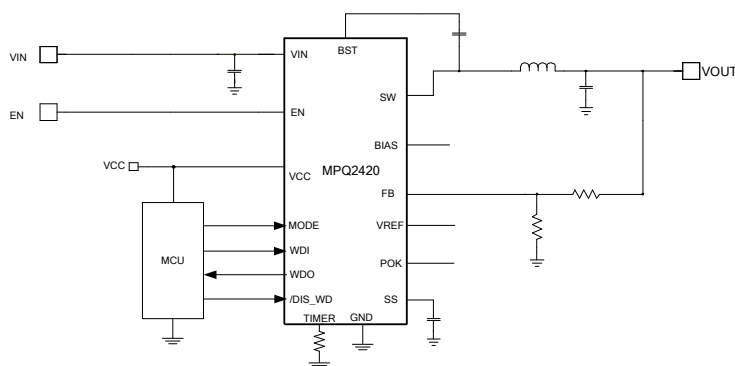 BST
VIN
VIN
SW
VOUT
EN
EN
BIAS
VCC
VCC
MPQ2420
FB
MODE
VREF
WDI
MCU
WDO
POK
/DIS_WD
SS
TIMER
GND